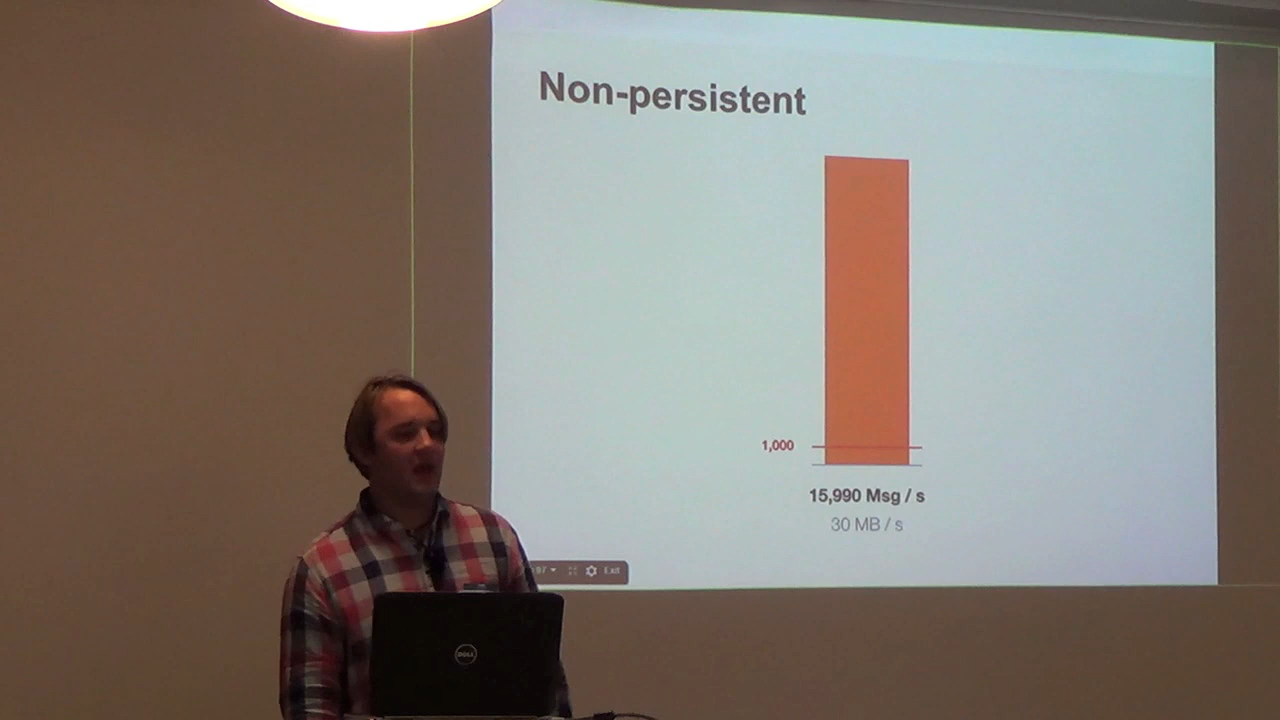 Non-persistent
1,000
15,990 Msg / s
30 MB / s
Exit
DELL